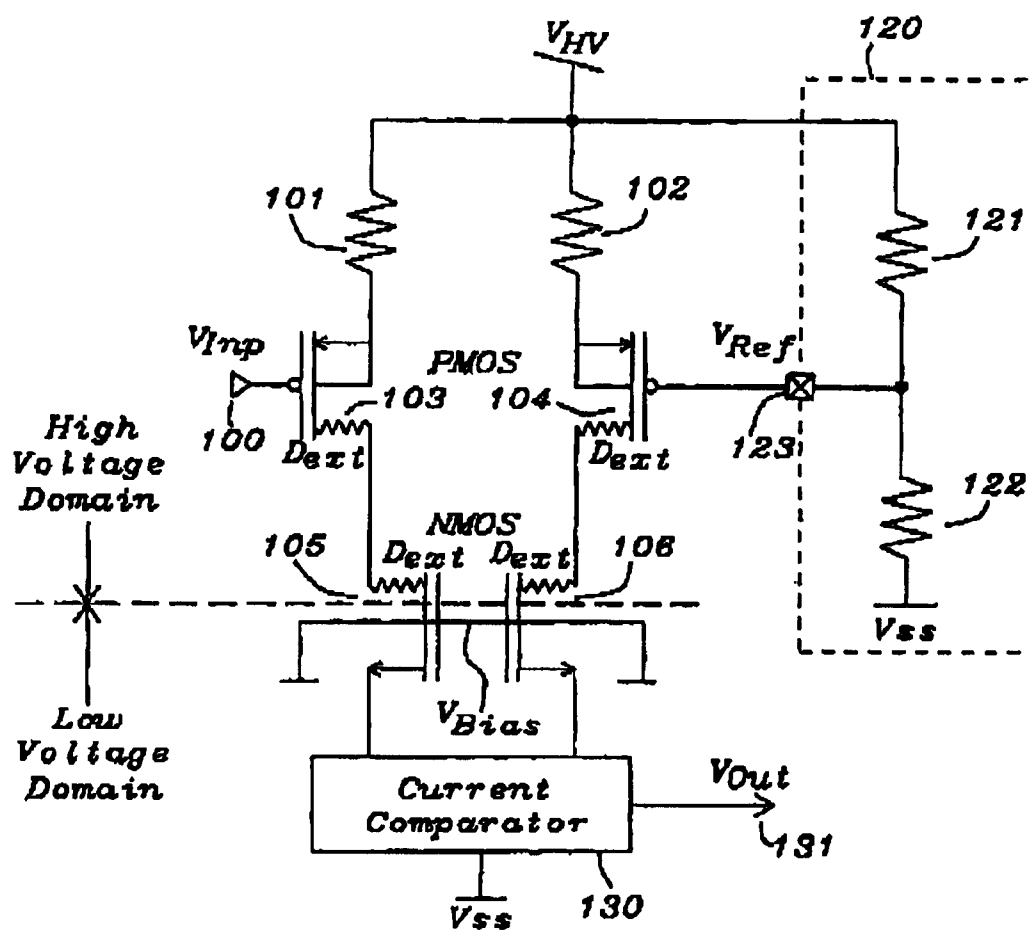 120
VHV
101
102
121
VInp
PMOS
VRef
103
104
100
Dext
Dext
123
High
Voltage
Domain
122
NMOS
105
Dext
Dext
106
Vss
VBias
Low
Voltage
Domain
Current
Comparator
VOut
131
130
Vss